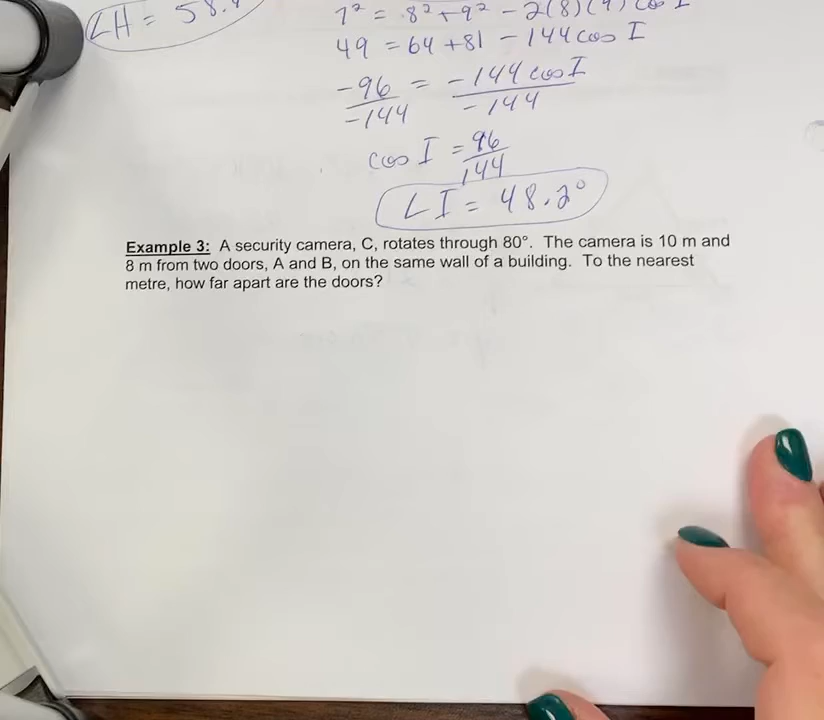 ∠H = 58.
7² = 8² + 9² - 2(8)(9) cos I
49 = 64 + 81 - 144 cos I
-96 = -144 cos I
-144 -144
cos I = 96
144
∠I = 48.2°
Example 3: A security camera, C, rotates through 80°. The camera is 10 m and
8 m from two doors, A and B, on the same wall of a building. To the nearest
metre, how far apart are the doors?